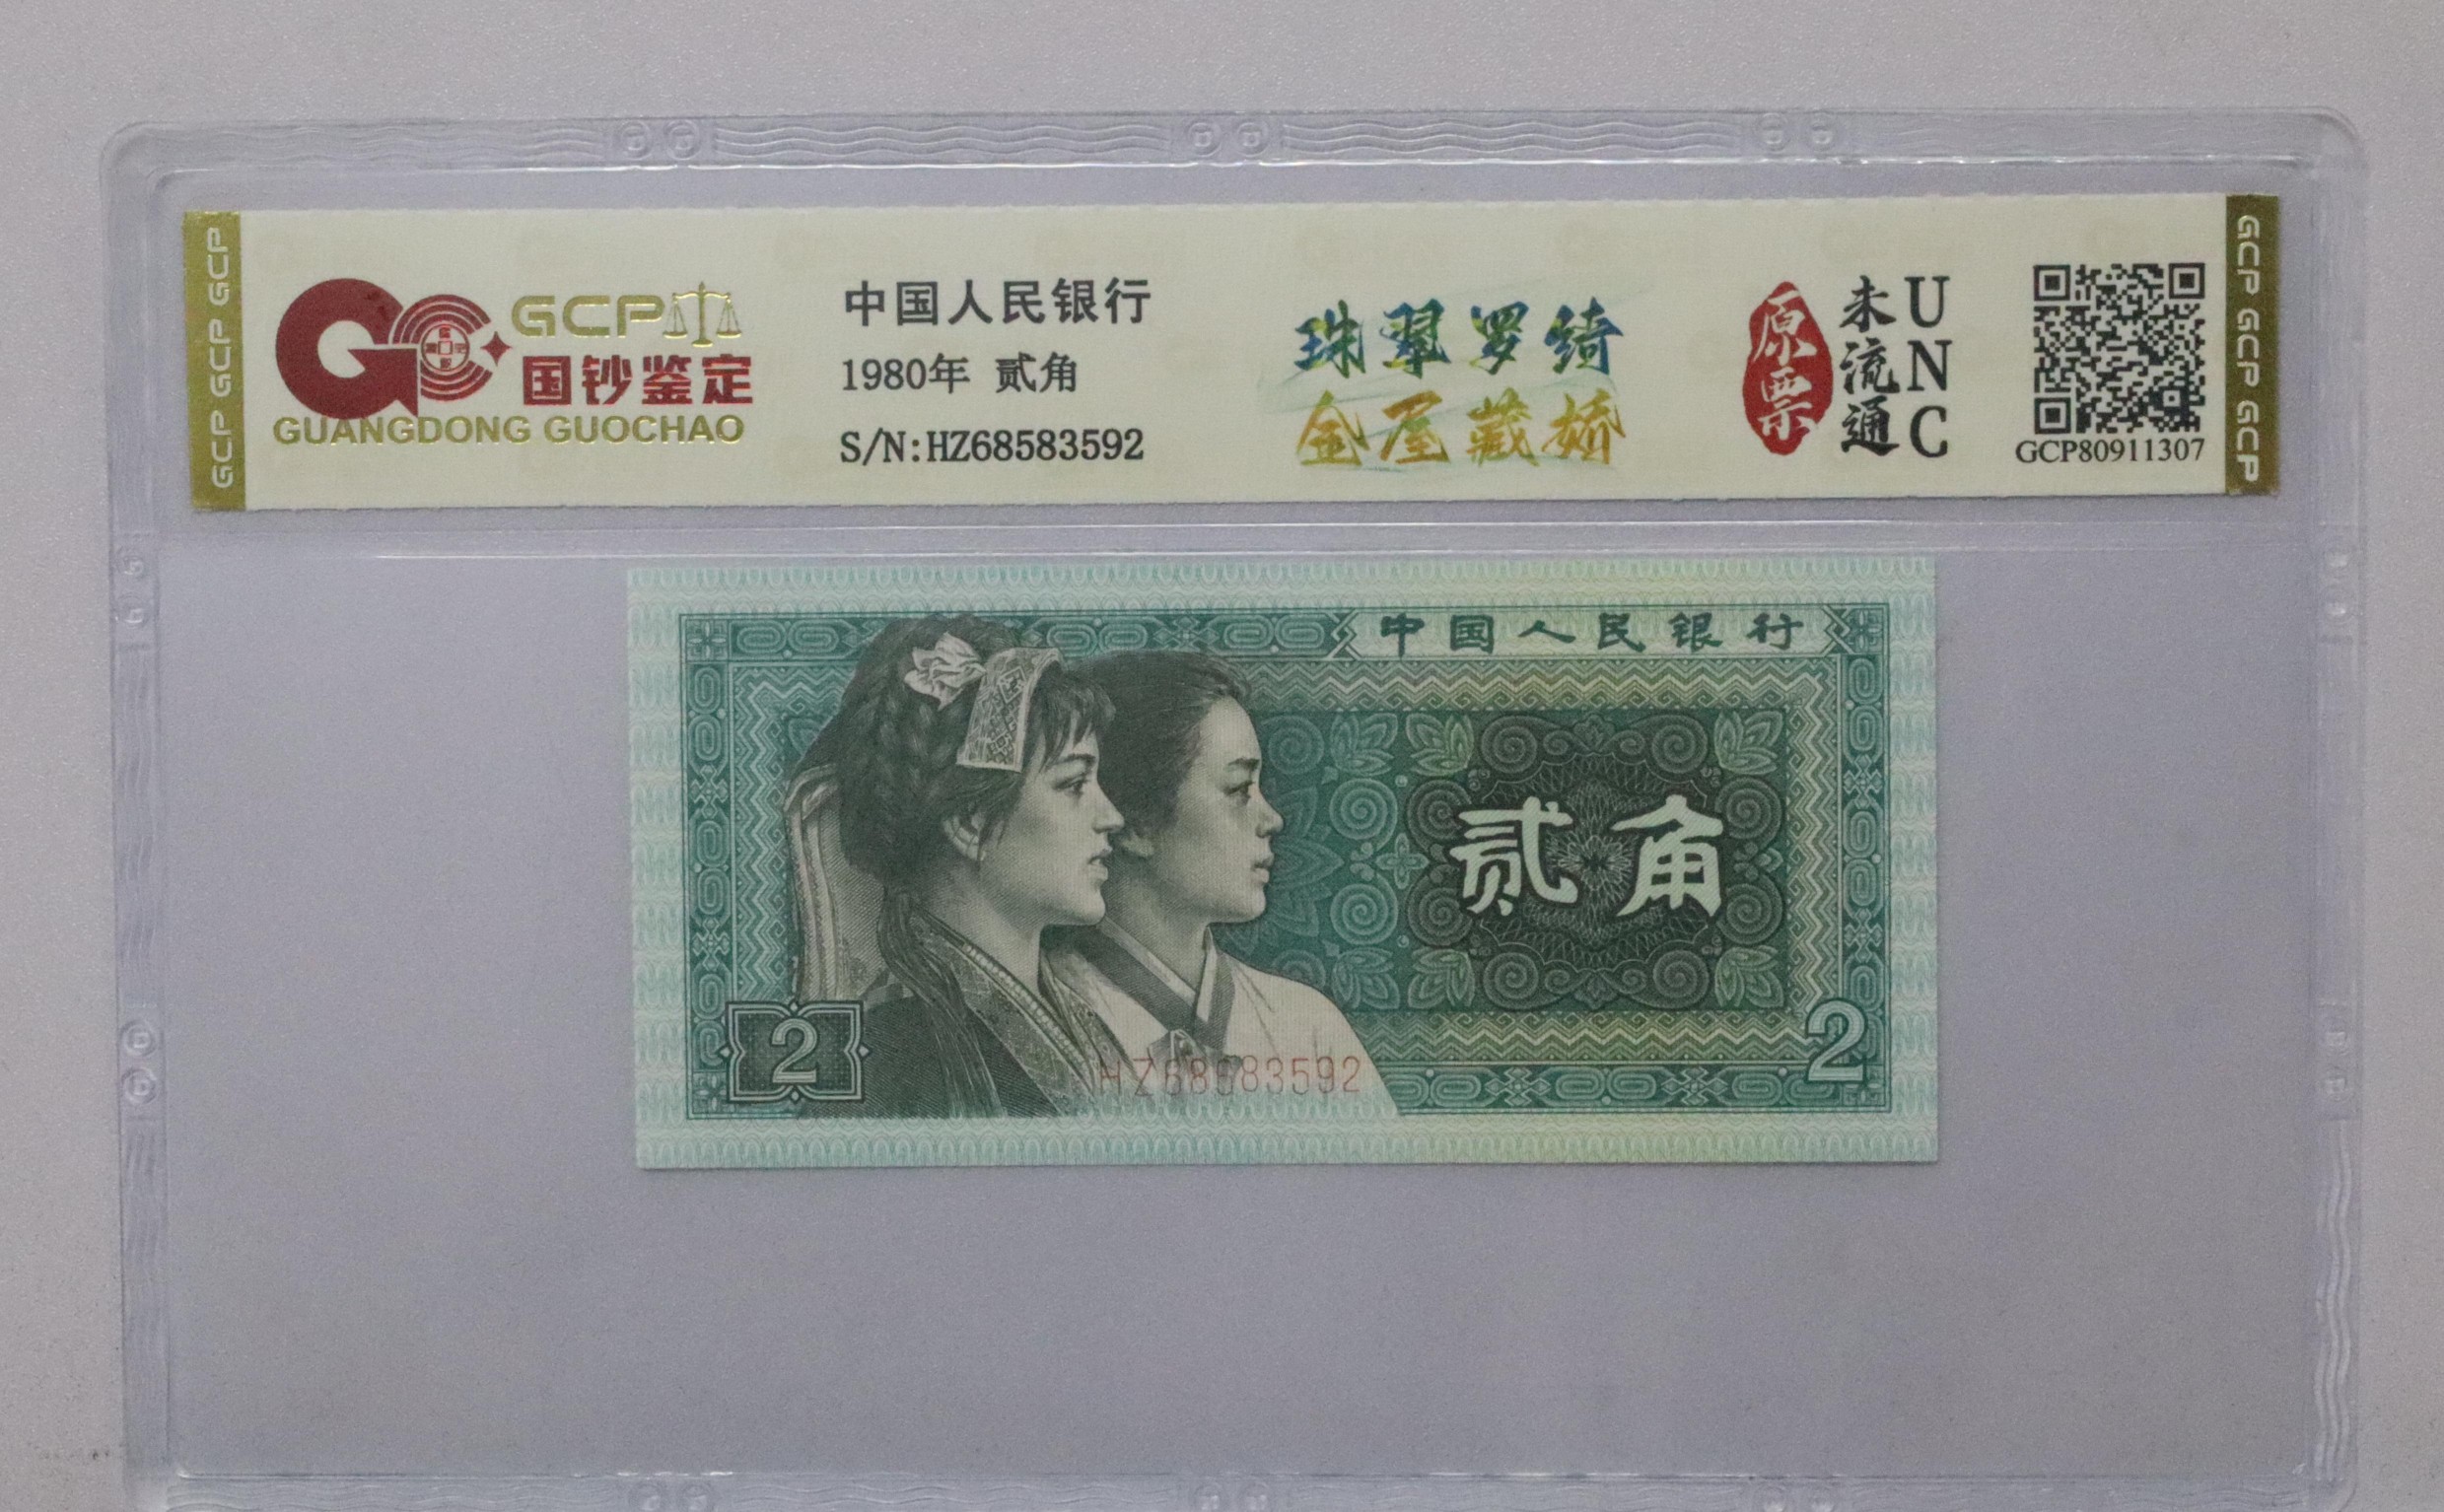 GCP GCP GCP
GCP
国钞鉴定
GUANGDONG GUOCHAO
中国人民银行
1980年 贰角
S/N:HZ68583592
珠翠罗绮
金屋藏娇
原票
未流通
UNC
GCP80911307
GCP GCP GCP
中国人民银行
贰角
2
2
HZ68583592